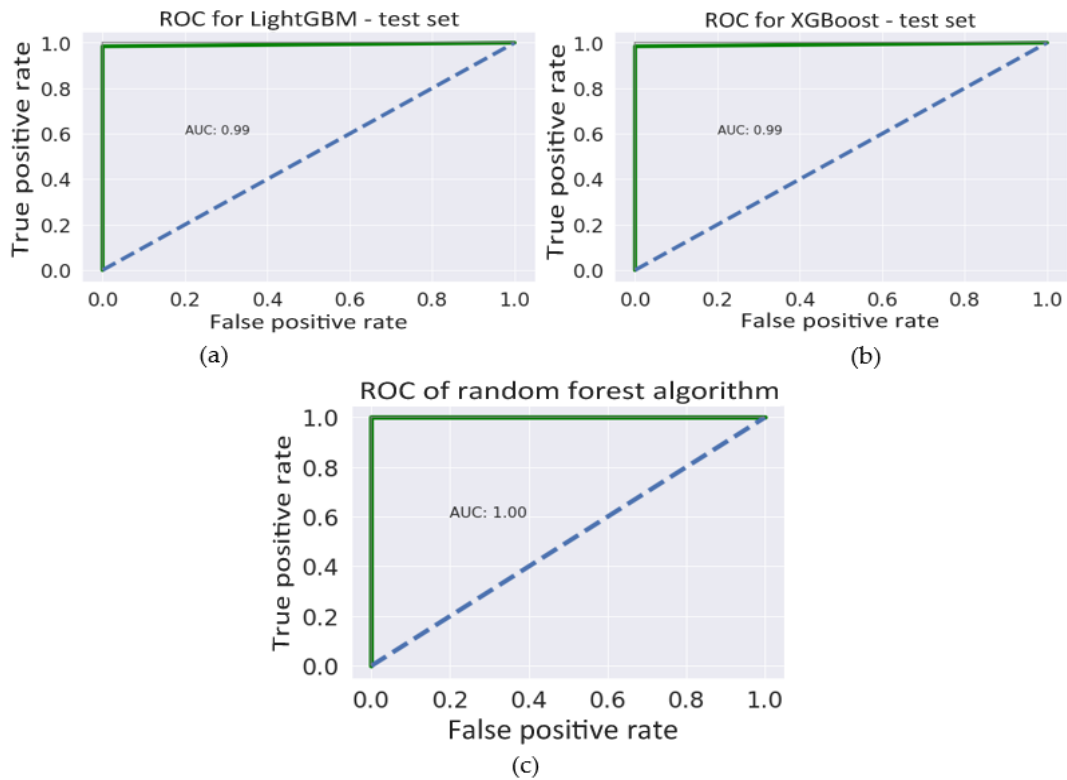 ROC for LightGBM - test set
True positive rate
1.0
0.8
0.6
0.4
0.2
0.0
AUC: 0.99
0.0 0.2 0.4 0.6 0.8 1.0
False positive rate
(a)
ROC for XGBoost - test set
True positive rate
1.0
0.8
0.6
0.4
0.2
0.0
AUC: 0.99
0.0 0.2 0.4 0.6 0.8 1.0
False positive rate
(b)
ROC of random forest algorithm
True positive rate
1.0
0.8
0.6
0.4
0.2
0.0
AUC: 1.00
0.0 0.2 0.4 0.6 0.8 1.0
False positive rate
(c)